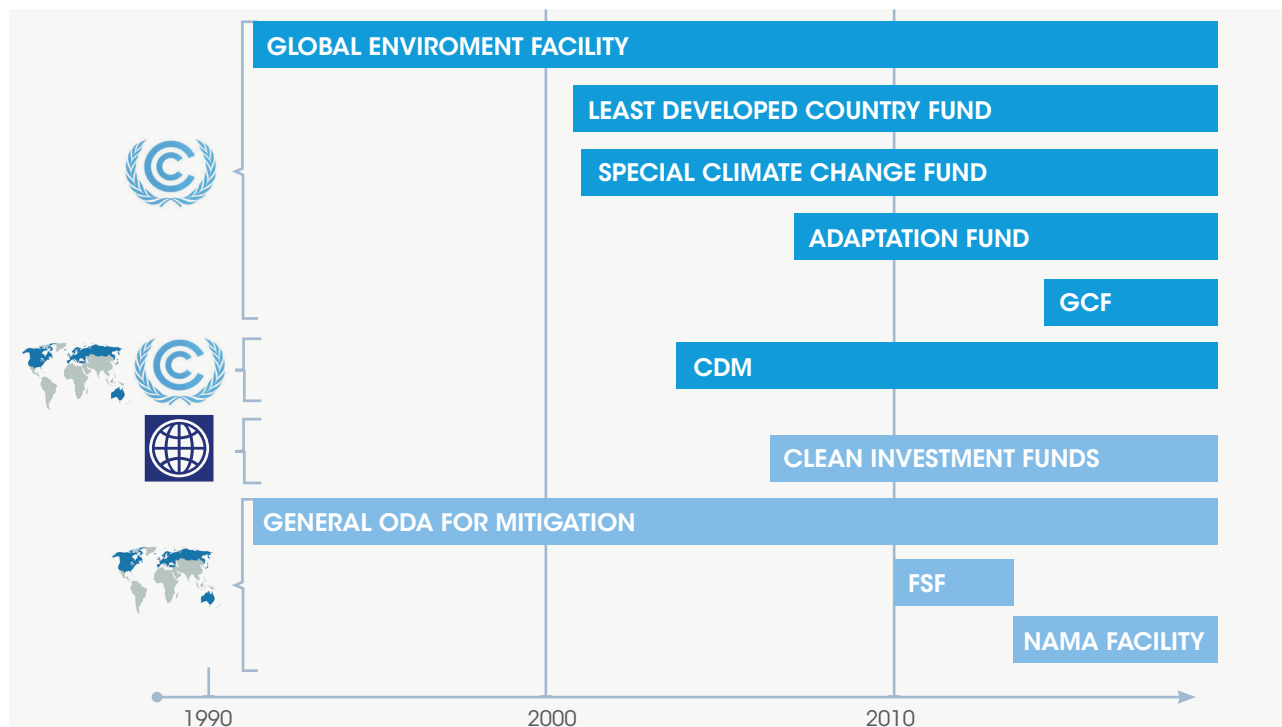 GLOBAL ENVIROMENT FACILITY
LEAST DEVELOPED COUNTRY FUND
SPECIAL CLIMATE CHANGE FUND
ADAPTATION FUND
GCF
CDM
CLEAN INVESTMENT FUNDS
GENERAL ODA FOR MITIGATION
FSF
NAMA FACILITY
1990 2000 2010